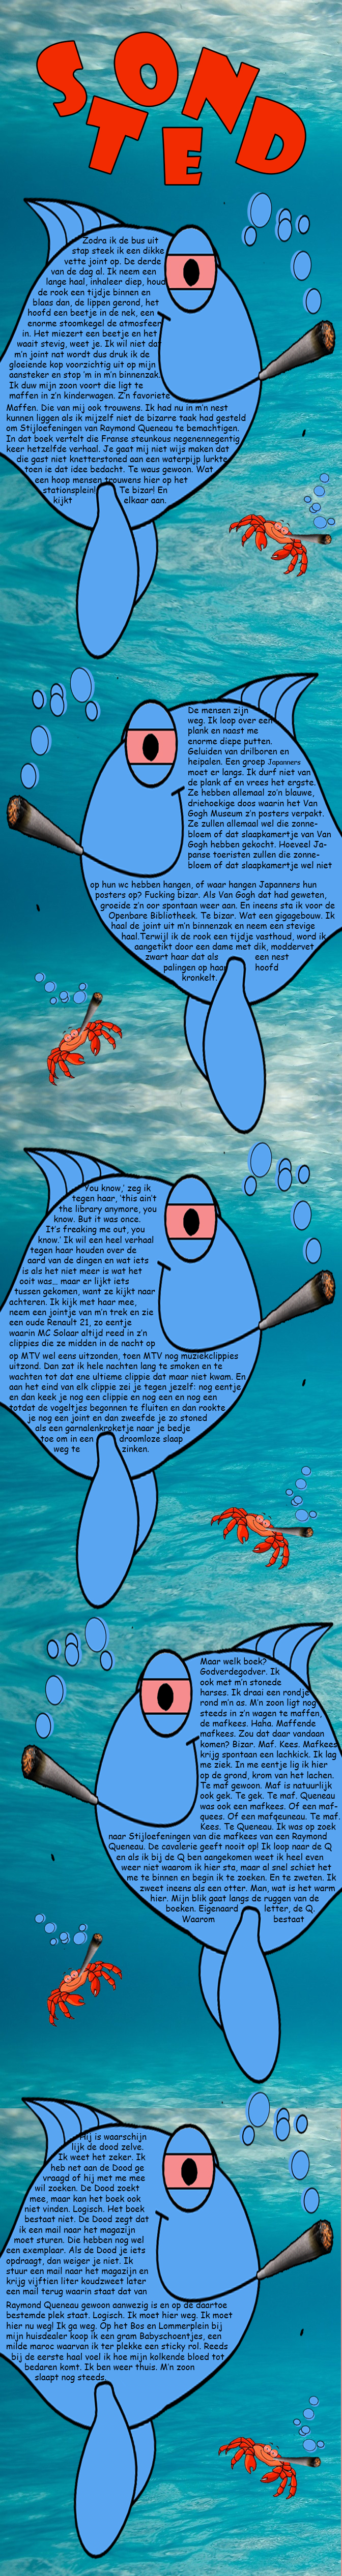 SOND
TE
Zodra ik de bus uit
stap steek ik een dikke
vette joint op. De derde
van de dag al. Ik neem een
lange haal, inhaleer diep, houd
de rook een tijdje binnen en
blaas dan, de lippen gerond, het
hoofd een beetje in de nek, een
enorme stoomkegel de atmosfeer
in. Het miezert een beetje en het
waait stevig, weet je. Ik wil niet dat
m'n joint nat wordt dus druk ik de
gloeiende kop voorzichtig uit op mijn
aansteker en stop 'm in m'n binnenzak.
Ik duw mijn zoon voort die ligt te
maffen in z'n kinderwagen. Z'n favoriete
Maffen. Die van mij ook trouwens. Ik had nu in m'n nest
kunnen liggen als ik mijzelf niet de bizarre taak had gesteld
om Stijloefeningen van Raymond Queneau te bemachtigen.
In dat boek vertelt die Franse steunkous negenennegentig
keer hetzelfde verhaal. Je gaat mij niet wijs maken dat
die gast niet knetterstoned aan een waterpijp lurkte
toen ie dat idee bedacht. Te waus gewoon. Wat
een hoop mensen trouwens hier op het
stationsplein! Te bizar! En
kijkt elkaar aan.
De mensen zijn
weg. Ik loop over een
plank en naast me
enorme diepe putten.
Geluiden van drilboren en
heipalen. Een groep Japanners
moet er langs. Ik durf niet van
de plank af en vrees het ergste.
Ze hebben allemaal zo'n blauwe,
driehoekige doos waarin het Van
Gogh Museum z'n posters verpakt.
Ze zullen allemaal wel die zonne-
bloem of dat slaapkamertje van Van
Gogh hebben gekocht. Hoeveel Ja-
panse toeristen zullen die zonne-
bloem of dat slaapkamertje wel niet
op hun wc hebben hangen, of waar hangen Japanners hun
posters op? Fucking bizar. Als Van Gogh dat had geweten,
groeide z'n oor spontaan weer aan. En ineens sta ik voor de
Openbare Bibliotheek. Te bizar. Wat een gigagebouw. Ik
haal de joint uit m'n binnenzak en neem een stevige
haal.Terwijl ik de rook een tijdje vasthoud, word ik
aangetikt door een dame met dik, moddervet
zwart haar dat als een nest
palingen op haar hoofd
kronkelt.
'You know,' zeg ik
tegen haar, 'this ain't
the library anymore, you
know. But it was once.
It's freaking me out, you
know.' Ik wil een heel verhaal
tegen haar houden over de
aard van de dingen en wat iets
is als het niet meer is wat het
ooit was... maar er lijkt iets
tussen gekomen, want ze kijkt naar
achteren. Ik kijk met haar mee,
neem een jointje van m'n trek en zie
een oude Renault 21, zo eentje
waarin MC Solaar altijd reed in z'n
clippies die ze midden in de nacht op
op MTV wel eens uitzonden, toen MTV nog muziekclippies
uitzond. Dan zat ik hele nachten lang te smoken en te
wachten tot dat ene ultieme clippie dat maar niet kwam. En
aan het eind van elk clippie zei je tegen jezelf: nog eentje
en dan keek je nog een clippie en nog een en nog een
totdat de vogeltjes begonnen te fluiten en dan rookte
je nog een joint en dan zweefde je zo stoned
als een garnalenkroketje naar je bedje
toe om in een droomloze slaap
weg te zinken.
Maar welk boek?
Godverdegodver. Ik
ook met m'n stonede
harses. Ik draai een rondje
rond m'n as. M'n zoon ligt nog
steeds in z'n wagen te maffen,
de mafkees. Haha. Maffende
mafkees. Zou dat daar vandaan
komen? Bizar. Maf. Kees. Mafkees
krijg spontaan een lachkick. Ik lag
me ziek. In me eentje lig ik hier
op de grond, krom van het lachen.
Te maf gewoon. Maf is natuurlijk
ook gek. Te gek. Te maf. Queneau
was ook een mafkees. Of een maf-
quees. Of een mafqeuneau. Te maf.
Kees. Te Queneau. Ik was op zoek
naar Stijloefeningen van die mafkees van een Raymond
Queneau. De cavalerie geeft nooit op! Ik loop naar de Q
en als ik bij de Q ben aangekomen weet ik heel even
weer niet waarom ik hier sta, maar al snel schiet het
me te binnen en begin ik te zoeken. En te zweten. Ik
zweet ineens als een otter. Man, wat is het warm
hier. Mijn blik gaat langs de ruggen van de
boeken. Eigenaard letter, de Q.
Waarom bestaat
Hij is waarschijn
lijk de dood zelve.
Ik weet het zeker. Ik
heb net aan de Dood ge
vraagd of hij met me mee
wil zoeken. De Dood zoekt
mee, maar kan het boek ook
niet vinden. Logisch. Het boek
bestaat niet. De Dood zegt dat
ik een mail naar het magazijn
moet sturen. Die hebben nog wel
een exemplaar. Als de Dood je iets
opdraagt, dan weiger je niet. Ik
stuur een mail naar het magazijn en
krijg vijftien liter koudzweet later
een mail terug waarin staat dat van
Raymond Queneau gewoon aanwezig is en op de daartoe
bestemde plek staat. Logisch. Ik moet hier weg. Ik moet
hier nu weg! Ik ga weg. Op het Bos en Lommerplein bij
mijn huisdealer koop ik een gram Babyschoentjes, een
milde maroc waarvan ik ter plekke een sticky rol. Reeds
bij de eerste haal voel ik hoe mijn kolkende bloed tot
bedaren komt. Ik ben weer thuis. M'n zoon
slaapt nog steeds.